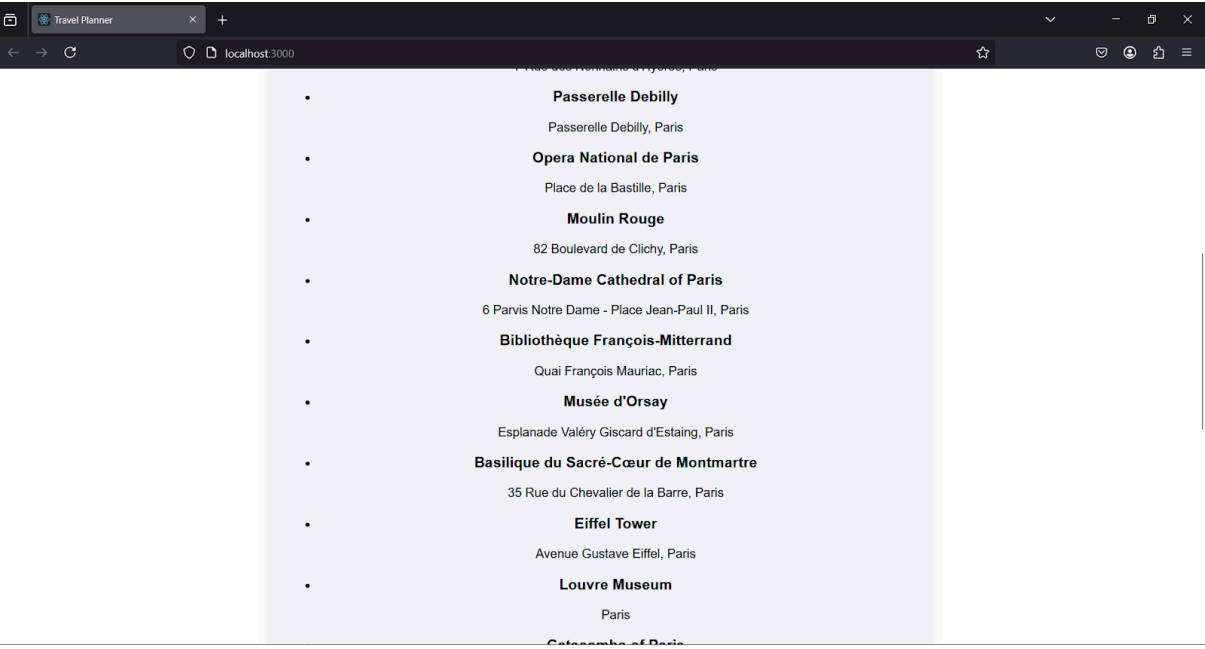 Travel Planner
localhost:3000
Passerelle Debilly
Passerelle Debilly, Paris
Opera National de Paris
Place de la Bastille, Paris
Moulin Rouge
82 Boulevard de Clichy, Paris
Notre-Dame Cathedral of Paris
6 Parvis Notre Dame - Place Jean-Paul II, Paris
Bibliothèque François-Mitterrand
Quai François Mauriac, Paris
Musée d'Orsay
Esplanade Valéry Giscard d'Estaing, Paris
Basilique du Sacré-Cœur de Montmartre
35 Rue du Chevalier de la Barre, Paris
Eiffel Tower
Avenue Gustave Eiffel, Paris
Louvre Museum
Paris
Catacombs of Paris